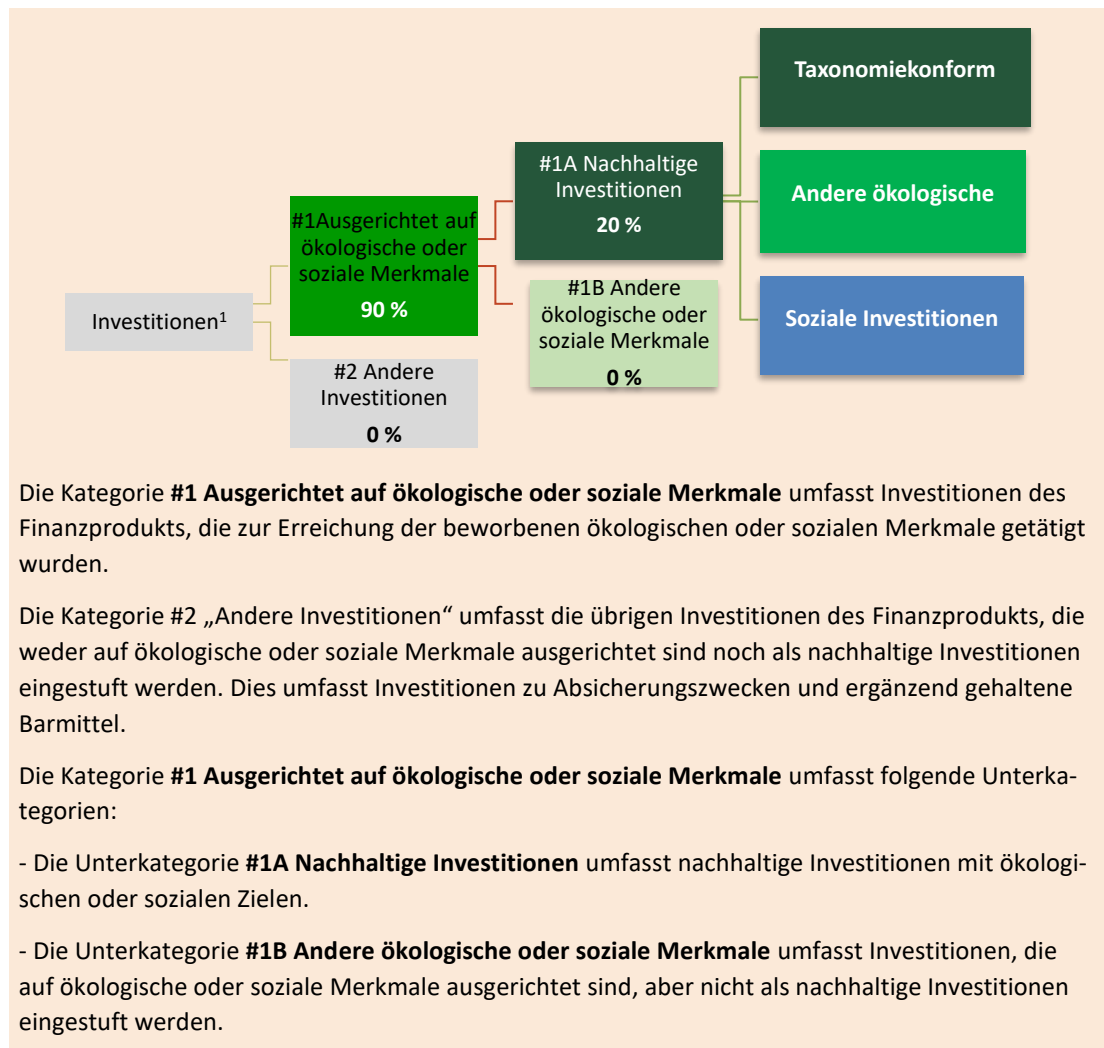 Taxonomiekonform
#1A Nachhaltige
Investitionen
20 %
Andere ökologische
#1Ausgerichtet auf
ökologische oder
soziale Merkmale
90 %
#1B Andere
ökologische oder
soziale Merkmale
0 %
Soziale Investitionen
Investitionen¹
#2 Andere
Investitionen
0 %
Die Kategorie #1 Ausgerichtet auf ökologische oder soziale Merkmale umfasst Investitionen des
Finanzprodukts, die zur Erreichung der beworbenen ökologischen oder sozialen Merkmale getätigt
wurden.
Die Kategorie #2 „Andere Investitionen“ umfasst die übrigen Investitionen des Finanzprodukts, die
weder auf ökologische oder soziale Merkmale ausgerichtet sind noch als nachhaltige Investitionen
eingestuft werden. Dies umfasst Investitionen zu Absicherungszwecken und ergänzend gehaltene
Barmittel.
Die Kategorie #1 Ausgerichtet auf ökologische oder soziale Merkmale umfasst folgende Unterka-
tegorien:
- Die Unterkategorie #1A Nachhaltige Investitionen umfasst nachhaltige Investitionen mit ökologi-
schen oder sozialen Zielen.
- Die Unterkategorie #1B Andere ökologische oder soziale Merkmale umfasst Investitionen, die
auf ökologische oder soziale Merkmale ausgerichtet sind, aber nicht als nachhaltige Investitionen
eingestuft werden.